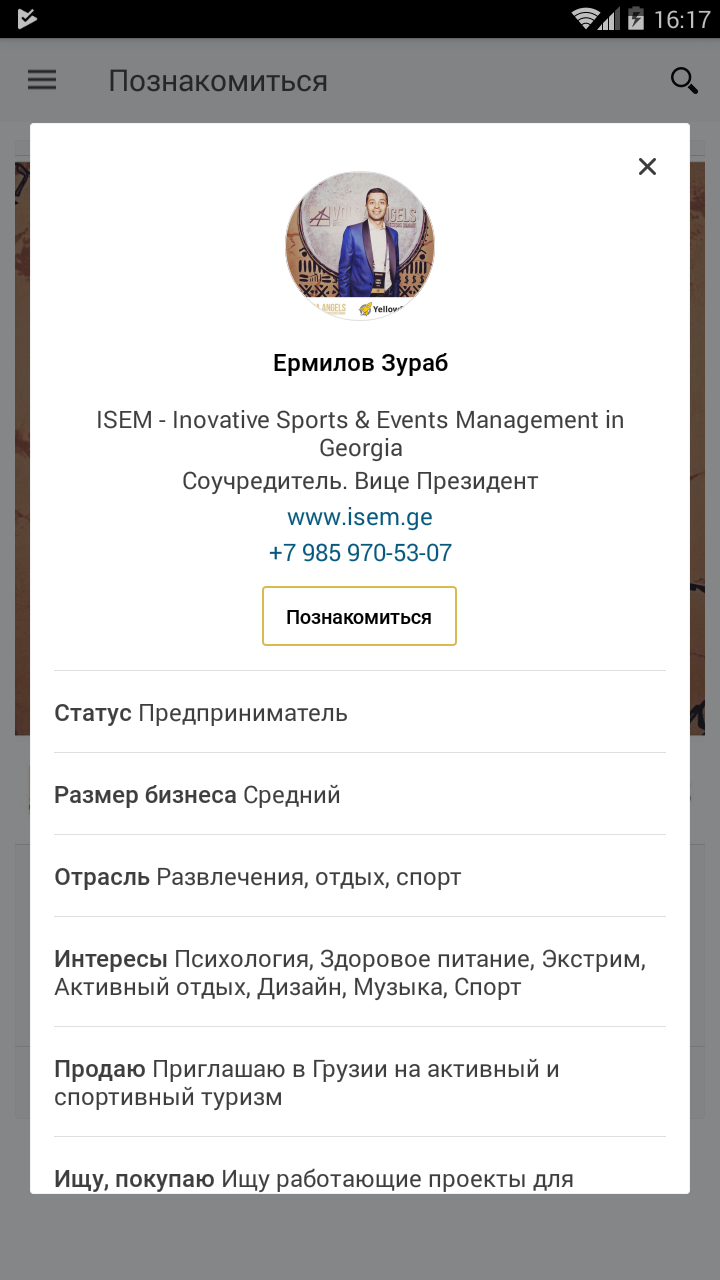 16:17
Познакомиться
Yellow
Ермилов Зураб
ISEM - Inovative Sports & Events Management in
Georgia
Соучредитель. Вице Президент
www.isem.ge
+7 985 970-53-07
Познакомиться
Статус Предприниматель
Размер бизнеса Средний
Отрасль Развлечения, отдых, спорт
Интересы Психология, Здоровое питание, Экстрим,
Активный отдых, Дизайн, Музыка, Спорт
Продаю Приглашаю в Грузии на активный и
спортивный туризм
Ищу, покупаю Ищу работающие проекты для